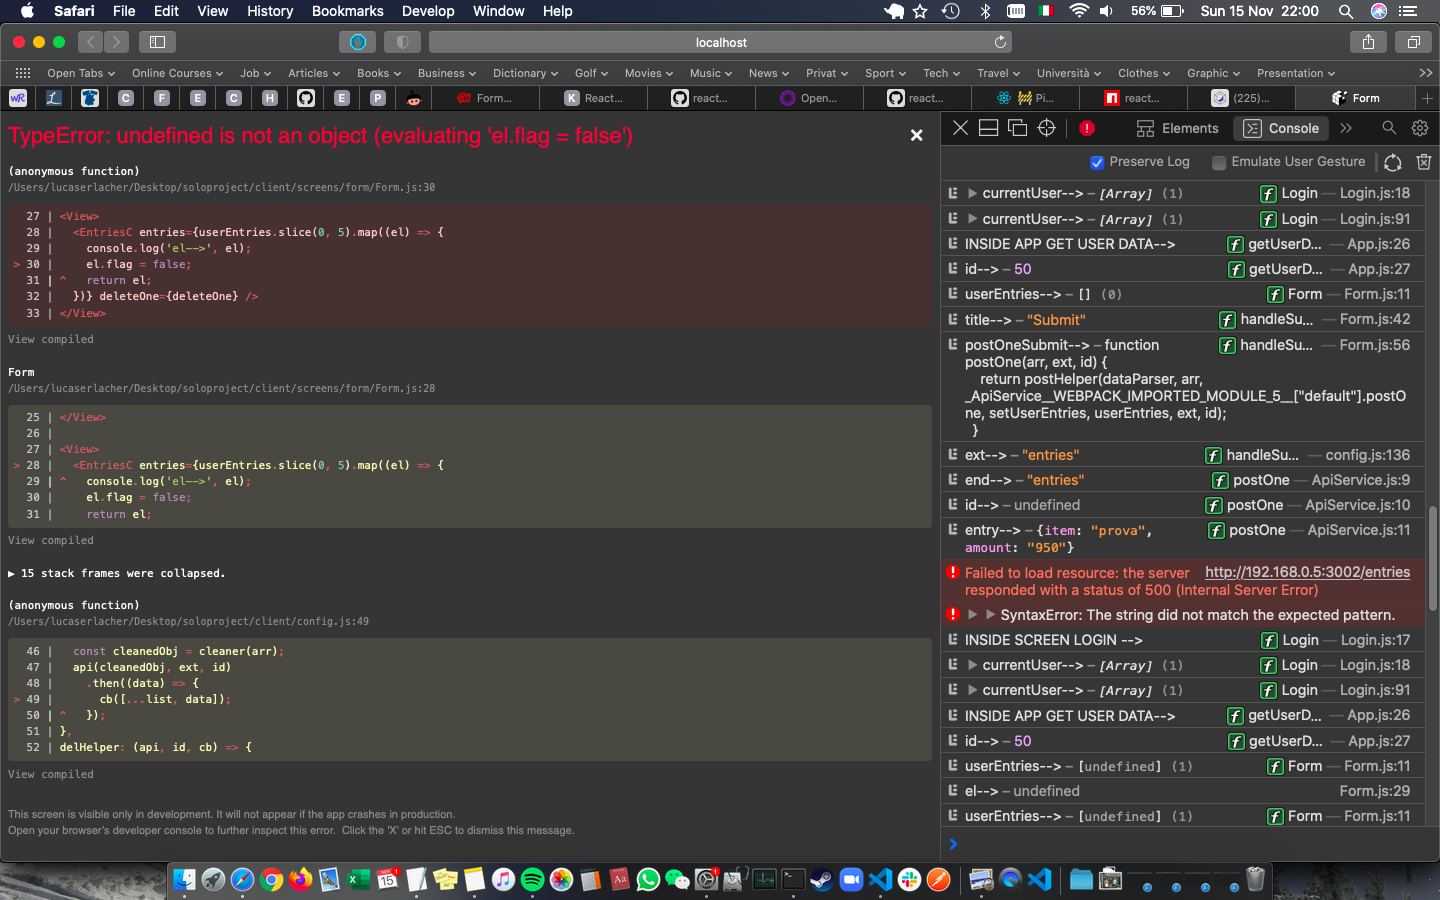 Safari File Edit View History Bookmarks Develop Window Help 56% Sun 15 Nov 22:00
localhost
Open Tabs Online Courses Job Articles Books Business Dictionary Golf Movies Music News Privat Sport Tech Travel Università Clothes Graphic Presentation
wR L C F E C H E P Form... K React... react... Open... react... Pi... react... (225)... Form
TypeError: undefined is not an object (evaluating 'el.flag = false')
(anonymous function)
/Users/lucaserlacher/Desktop/soloproject/client/screens/form/Form.js:30
27 | <View>
28 | <EntriesC entries={userEntries.slice(0, 5).map((el) => {
29 | console.log('el-->', el);
> 30 | el.flag = false;
31 | ^ return el;
32 | })} deleteOne={deleteOne} />
33 | </View>
View compiled
Form
/Users/lucaserlacher/Desktop/soloproject/client/screens/form/Form.js:28
25 | </View>
26 |
27 | <View>
> 28 | <EntriesC entries={userEntries.slice(0, 5).map((el) => {
29 | ^ console.log('el-->', el);
30 | el.flag = false;
31 | return el;
View compiled
▶ 15 stack frames were collapsed.
(anonymous function)
/Users/lucaserlacher/Desktop/soloproject/client/config.js:49
46 | const cleanedObj = cleaner(arr);
47 | api(cleanedObj, ext, id)
48 | .then((data) => {
> 49 | cb([...list, data]);
50 | ^ });
51 | },
52 | delHelper: (api, id, cb) => {
View compiled
This screen is visible only in development. It will not appear if the app crashes in production.
Open your browser's developer console to further inspect this error. Click the 'X' or hit ESC to dismiss this message.
Elements Console
Preserve Log Emulate User Gesture
currentUser--> – [Array] (1) f Login — Login.js:18
currentUser--> – [Array] (1) f Login — Login.js:91
INSIDE APP GET USER DATA--> f getUserD... — App.js:26
id--> – 50 f getUserD... — App.js:27
userEntries--> – [] (0) f Form — Form.js:11
title--> – "Submit" f handleSu... — Form.js:42
postOneSubmit--> – function f handleSu... — Form.js:56
postOne(arr, ext, id) {
return postHelper(dataParser, arr,
_ApiService__WEBPACK_IMPORTED_MODULE_5__["default"].postO
ne, setUserEntries, userEntries, ext, id);
}
ext--> – "entries" f handleSu... — config.js:136
end--> – "entries" f postOne — ApiService.js:9
id--> – undefined f postOne — ApiService.js:10
entry--> – {item: "prova", f postOne — ApiService.js:11
amount: "950"}
Failed to load resource: the server http://192.168.0.5:3002/entries
responded with a status of 500 (Internal Server Error)
SyntaxError: The string did not match the expected pattern.
INSIDE SCREEN LOGIN --> f Login — Login.js:17
currentUser--> – [Array] (1) f Login — Login.js:18
currentUser--> – [Array] (1) f Login — Login.js:91
INSIDE APP GET USER DATA--> f getUserD... — App.js:26
id--> – 50 f getUserD... — App.js:27
userEntries--> – [undefined] (1) f Form — Form.js:11
el--> – undefined Form.js:29
userEntries--> – [undefined] (1) f Form — Form.js:11